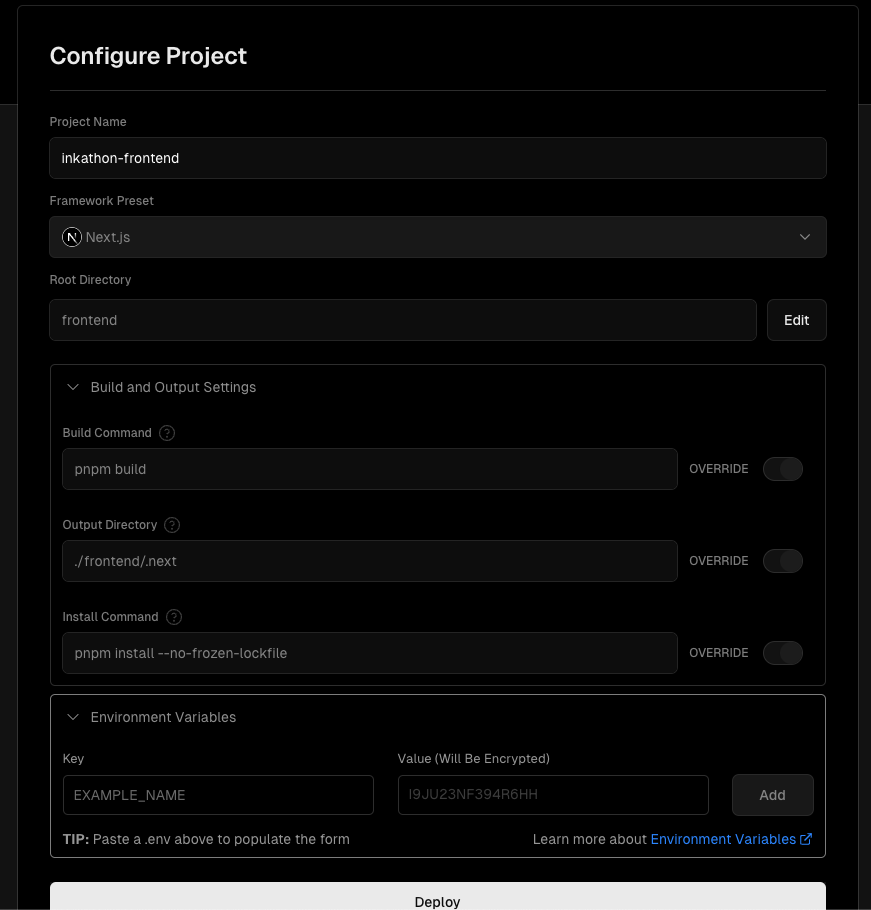 Configure Project
Project Name
inkathon-frontend
Framework Preset
N Next.js
Root Directory
frontend
Edit
Build and Output Settings
Build Command ?
pnpm build
OVERRIDE
Output Directory ?
./frontend/.next
OVERRIDE
Install Command ?
pnpm install --no-frozen-lockfile
OVERRIDE
Environment Variables
Key
Value (Will Be Encrypted)
EXAMPLE_NAME
I9JU23NF394R6HH
Add
TIP: Paste a .env above to populate the form
Learn more about Environment Variables
Deploy